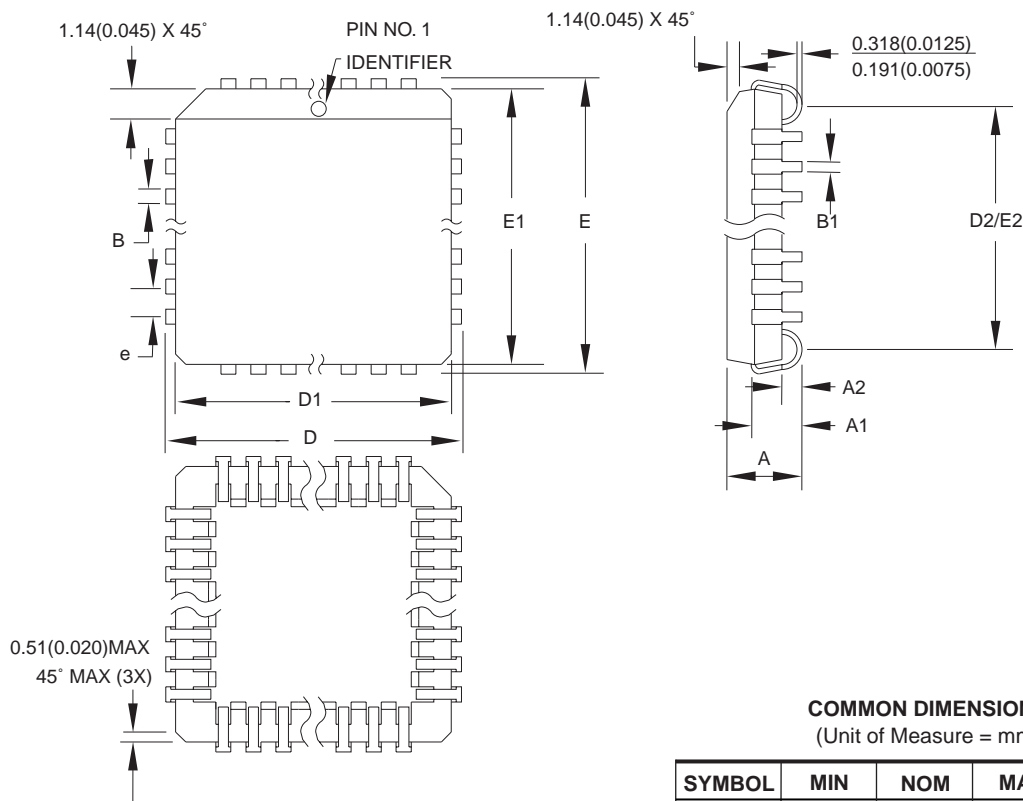 1.14(0.045) X 45˚
PIN NO. 1
IDENTIFIER
1.14(0.045) X 45˚
0.318(0.0125)
0.191(0.0075)
B
e
E1
E
B1
D2/E2
D1
D
A2
A1
A
0.51(0.020)MAX
45˚ MAX (3X)
COMMON DIMENSION
(Unit of Measure = mm
SYMBOL MIN NOM MA